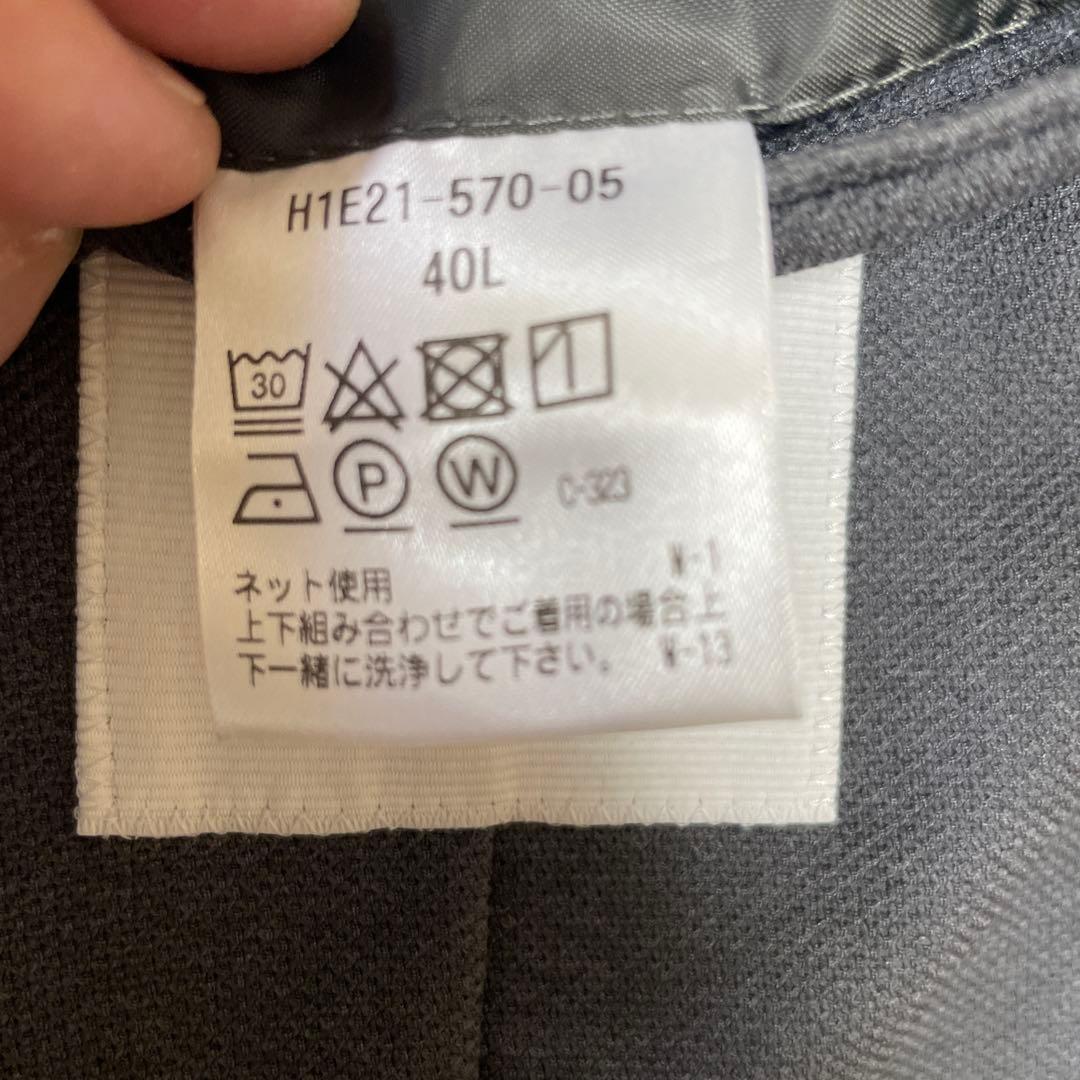 H1E21-570-05
40L
30
P W C-323
ネット使用 W-1
上下組み合わせでご着用の場合上
下一緒に洗浄して下さい。 W-13